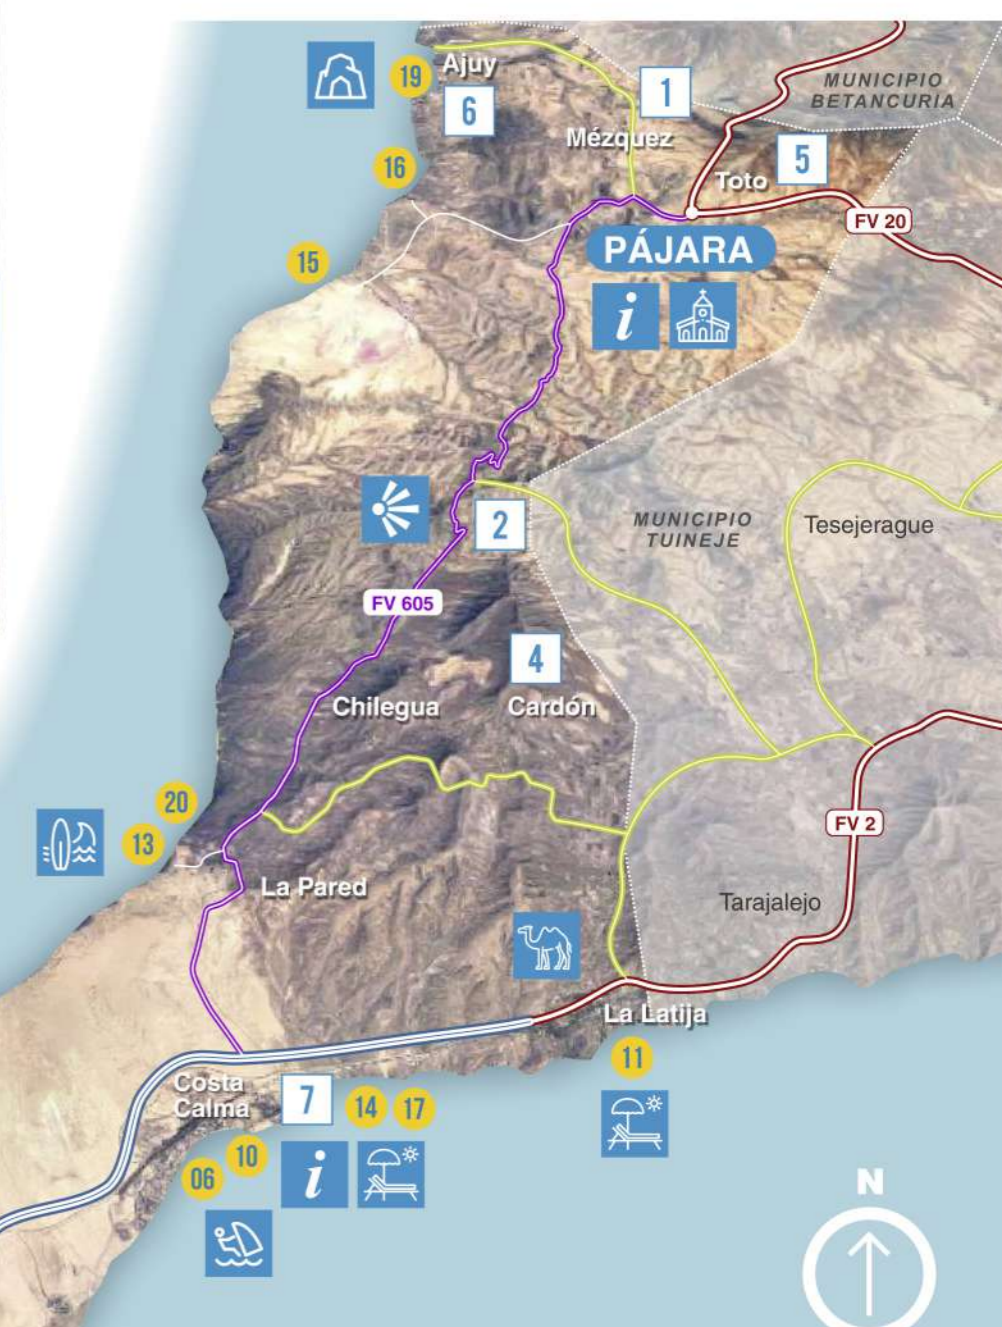 Ajuy
19
6
1
MUNICIPIO
BETANCURIA
Mézquez
16
Toto
5
FV 20
PÁJARA
15
i
2
MUNICIPIO
TUINEJE
Tesejerague
FV 605
4
Chilegua
Cardón
20
13
FV 2
La Pared
Tarajalejo
La Latija
11
Costa
Calma
7
14
17
10
06
i
N